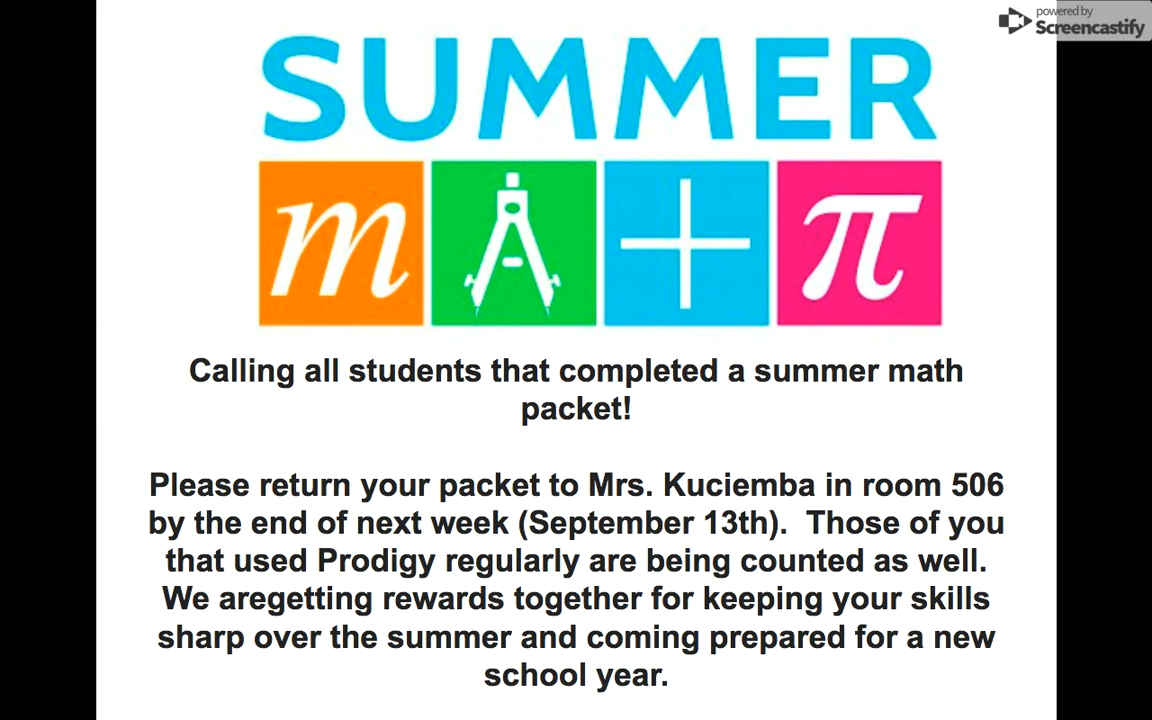 powered by
Screencastify
SUMMER
m A + π
Calling all students that completed a summer math
packet!
Please return your packet to Mrs. Kuciemba in room 506
by the end of next week (September 13th).  Those of you
that used Prodigy regularly are being counted as well.
We aregetting rewards together for keeping your skills
sharp over the summer and coming prepared for a new
school year.